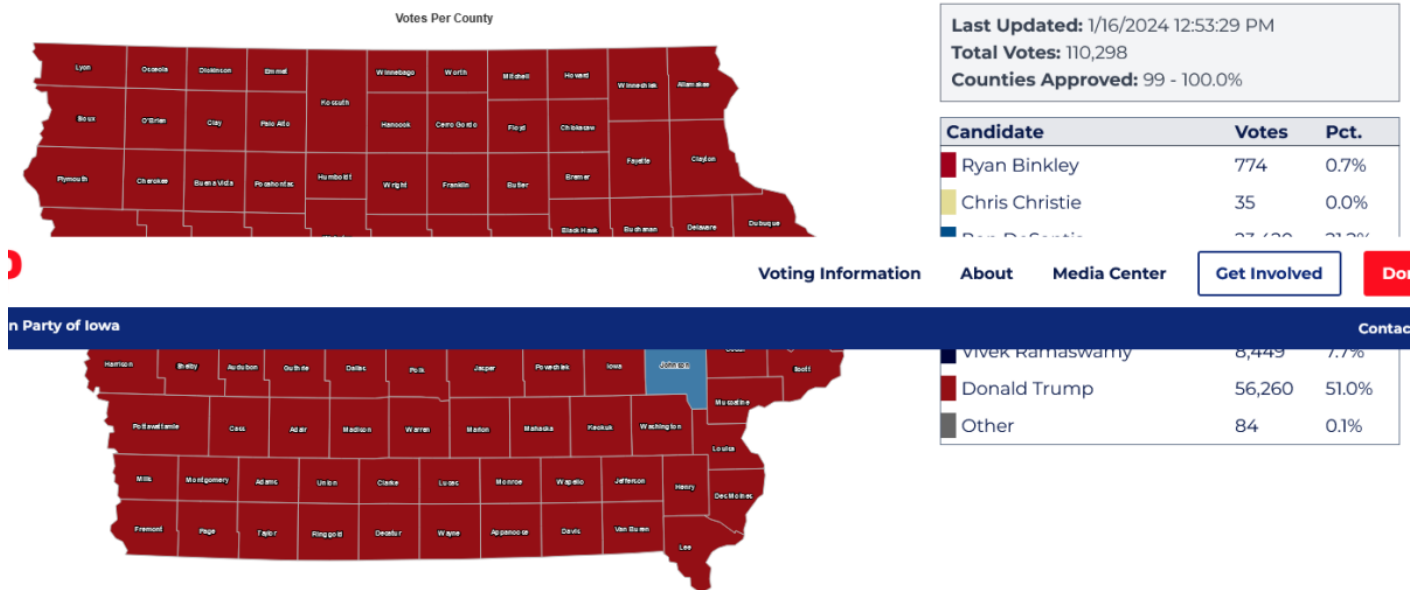 Votes Per County
Lyon Osceola Dickinson Emmet Winnebago Worth Mitchell Howard Winneshiek Allamakee
Kossuth
Sioux O'Brien Clay Palo Alto Hancock Cerro Gordo Floyd Chickasaw
Fayette Clayton
Plymouth Cherokee Buena Vista Pocahontas Humboldt Wright Franklin Butler Bremer
Black Hawk Buchanan Delaware Dubuque
Last Updated: 1/16/2024 12:53:29 PM
Total Votes: 110,298
Counties Approved: 99 - 100.0%
Candidate Votes Pct.
Ryan Binkley 774 0.7%
Chris Christie 35 0.0%
Voting Information About Media Center Get Involved
n Party of Iowa Contac
Harrison Shelby Audubon Guthrie Dallas Polk Jasper Poweshiek Iowa Johnson Scott
Muscatine
Pottawattamie Cass Adair Madison Warren Marion Mahaska Keokuk Washington
Louisa
Mills Montgomery Adams Union Clarke Lucas Monroe Wapello Jefferson Henry Des Moines
Fremont Page Taylor Ringgold Decatur Wayne Appanoose Davis Van Buren Lee
Vivek Ramaswamy 8,449 7.7%
Donald Trump 56,260 51.0%
Other 84 0.1%